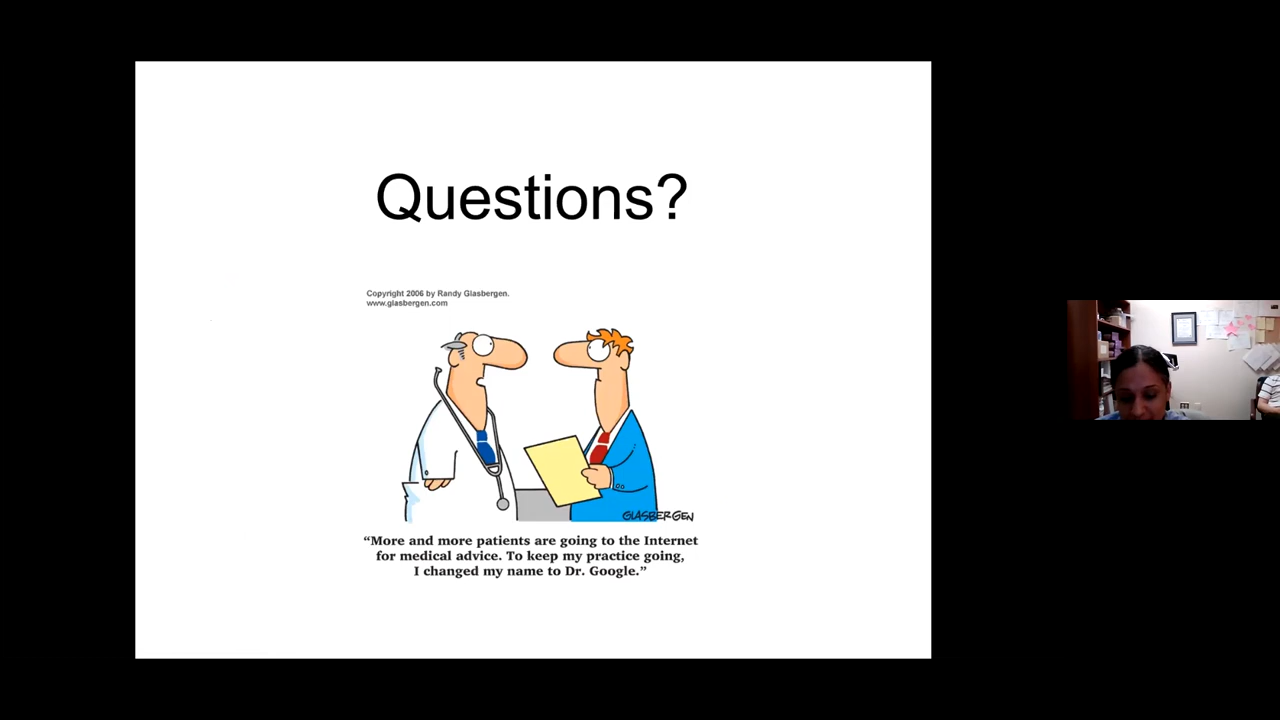 Questions?
Copyright 2006 by Randy Glasbergen.
www.glasbergen.com
GLASBERGEN
“More and more patients are going to the Internet
for medical advice. To keep my practice going,
I changed my name to Dr. Google.”